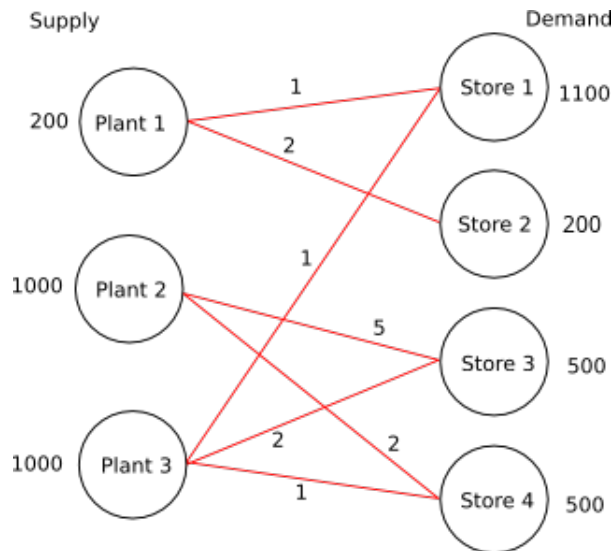 Supply
Demand
Plant 1
200
Store 1
1100
1
2
Store 2
200
Plant 2
1000
1
5
Store 3
500
Plant 3
1000
2
2
1
Store 4
500